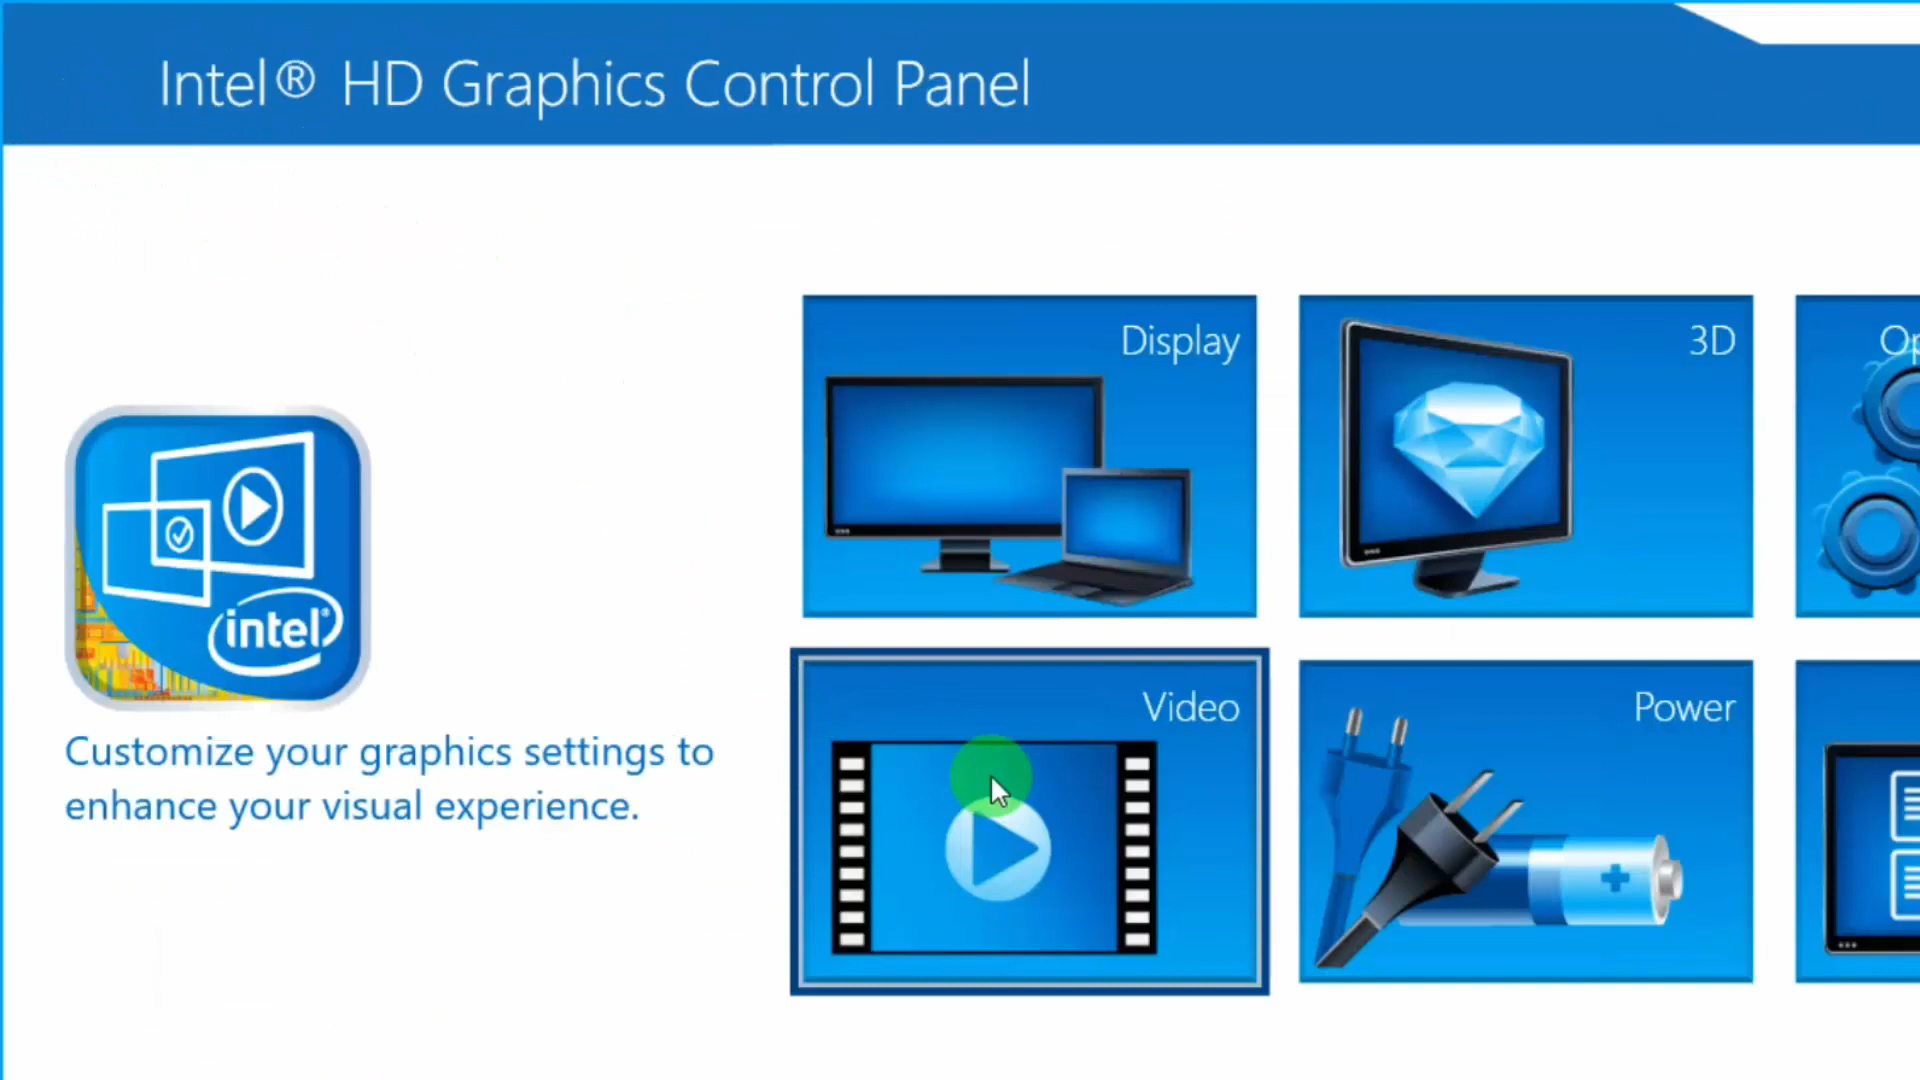 Intel® HD Graphics Control Panel
Display
3D
Op
intel®
Customize your graphics settings to
enhance your visual experience.
Video
Power